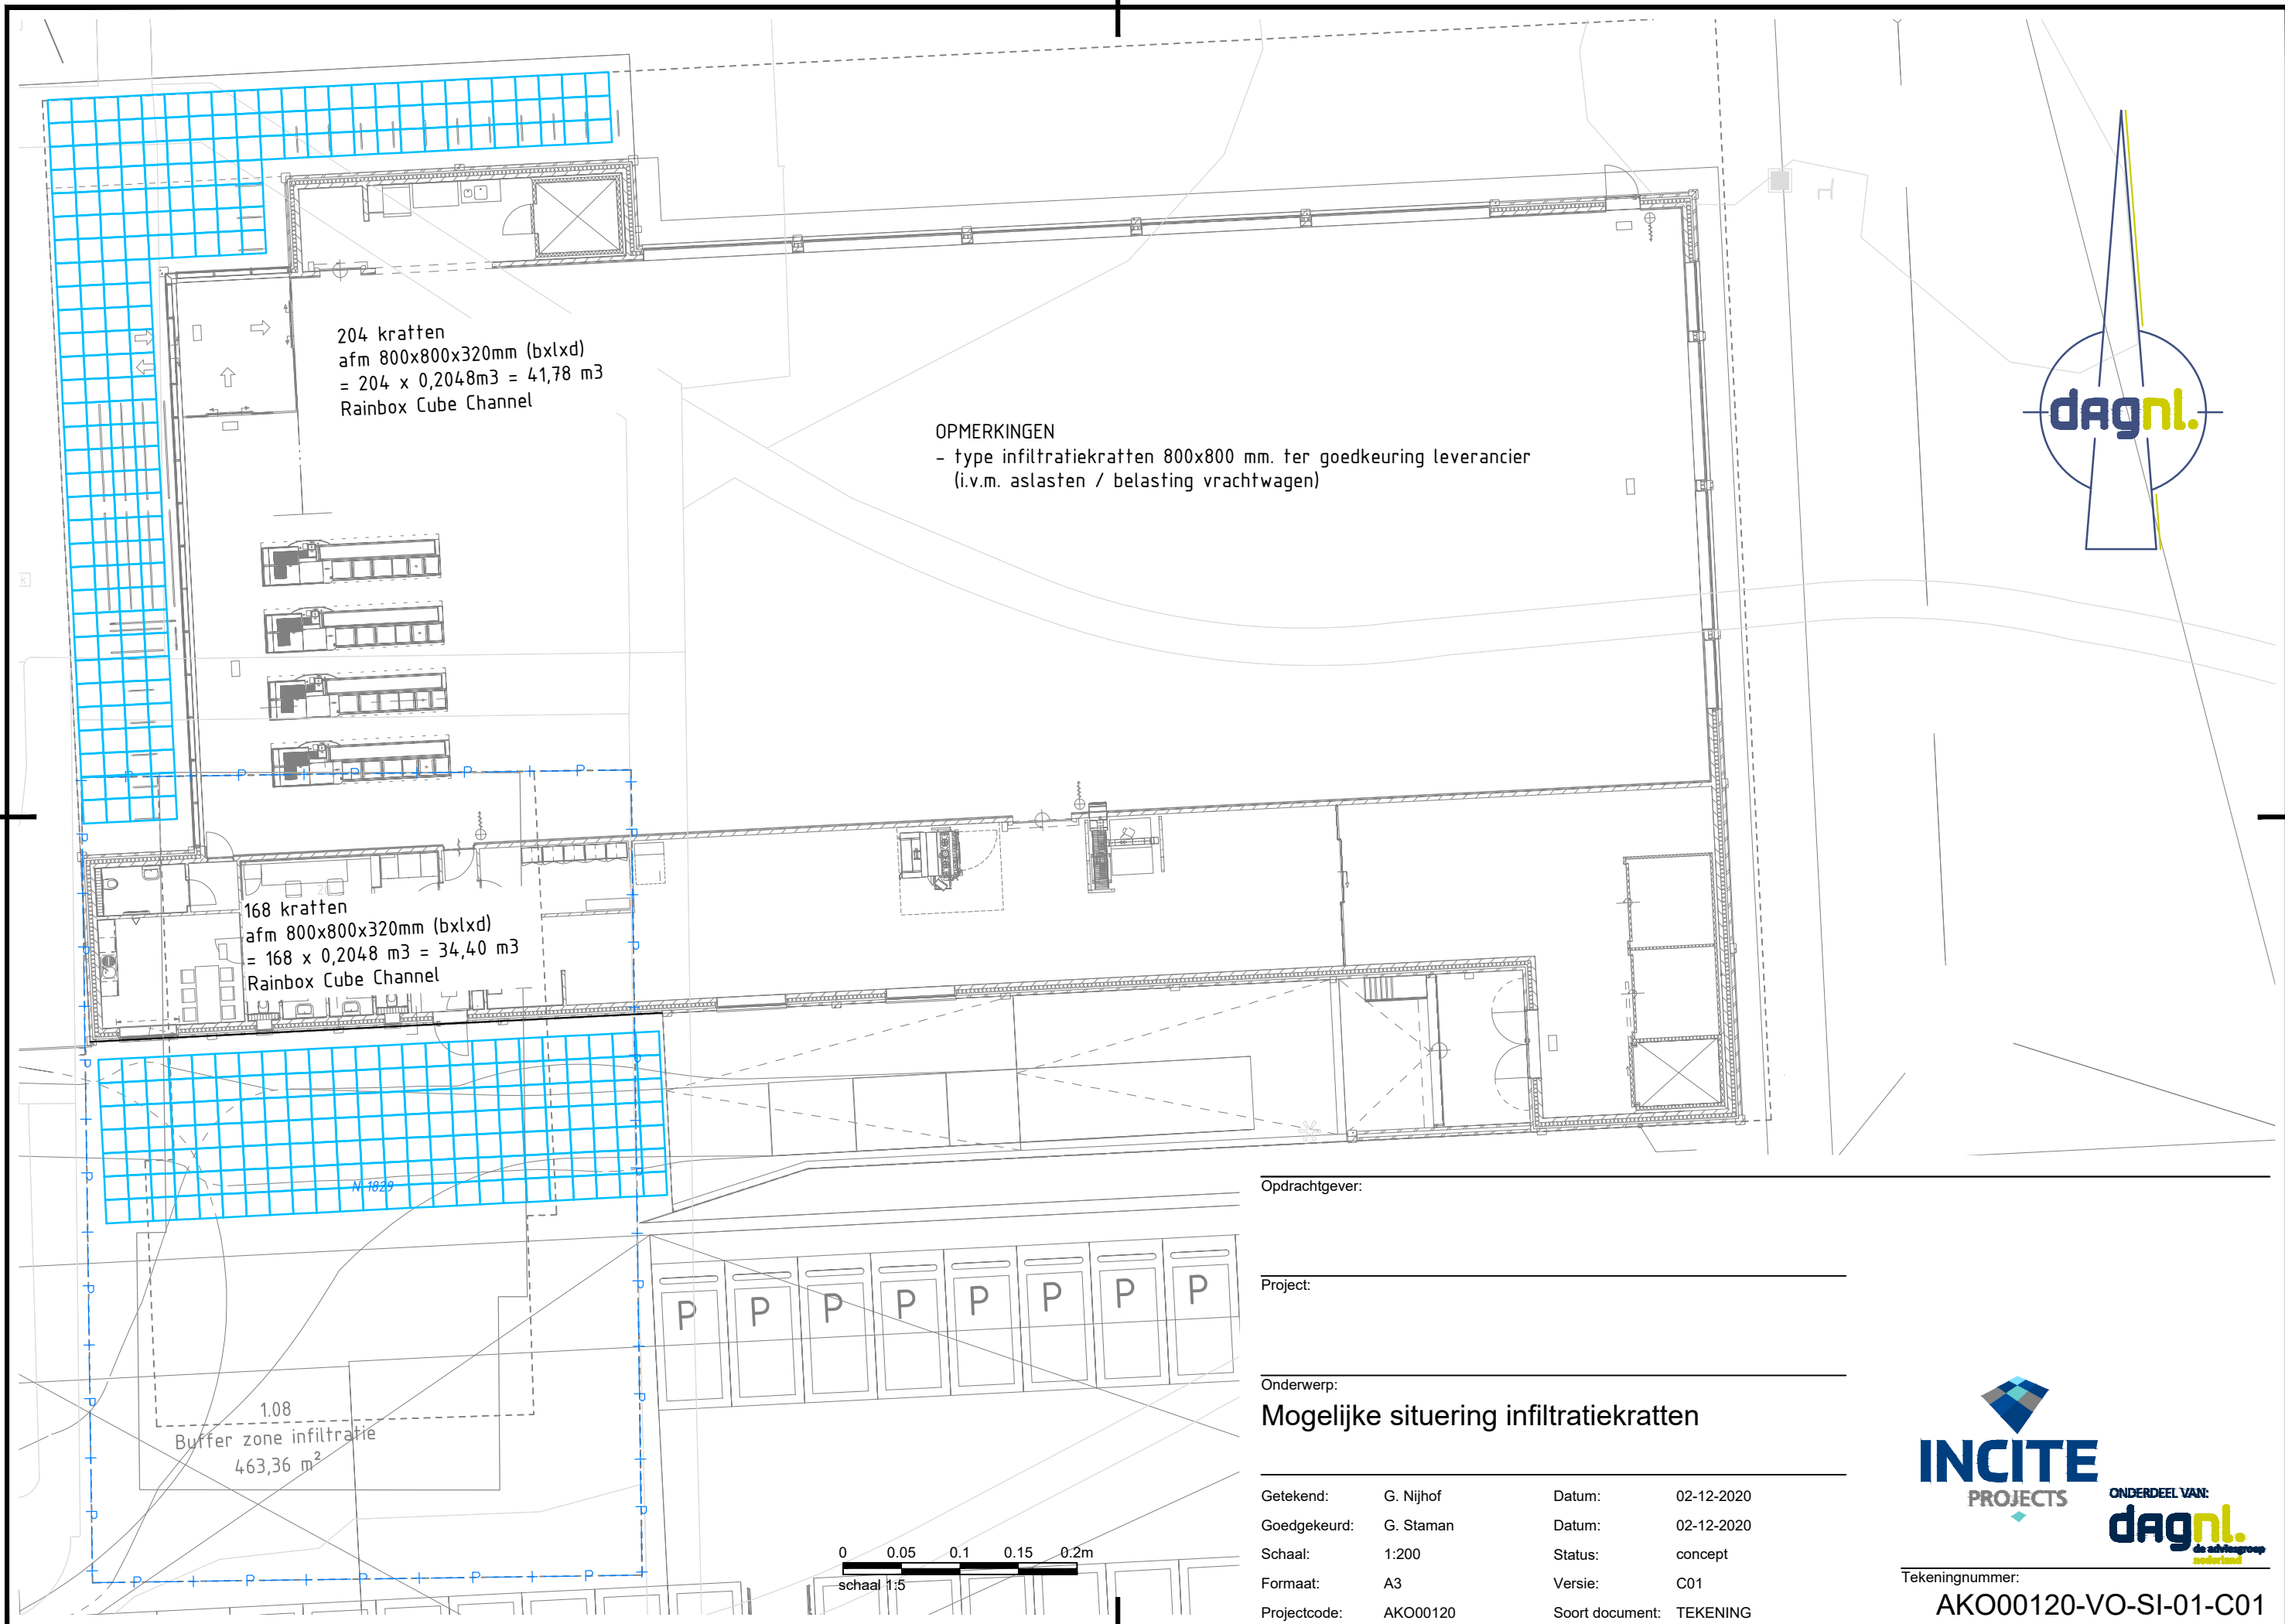 204 kratten
afm 800x800x320mm (bxlxd)
= 204 x 0,2048m3 = 41,78 m3
Rainbox Cube Channel
OPMERKINGEN
- type infiltratiekratten 800x800 mm. ter goedkeuring leverancier
(i.v.m. aslasten / belasting vrachtwagen)
dagnl.
k
P P P P P
168 kratten
afm 800x800x320mm (bxlxd)
= 168 x 0,2048 m3 = 34,40 m3
Rainbox Cube Channel
N 1829
P P P P P P P P
1.08
Buffer zone infiltratie
463,36 m²
P P P P P
0 0.05 0.1 0.15 0.2m
schaal 1:5
Opdrachtgever:
Project:
Onderwerp:
Mogelijke situering infiltratiekratten
Getekend: G. Nijhof Datum: 02-12-2020
Goedgekeurd: G. Staman Datum: 02-12-2020
Schaal: 1:200 Status: concept
Formaat: A3 Versie: C01
Projectcode: AKO00120 Soort document: TEKENING
INCITE
PROJECTS
ONDERDEEL VAN:
dagnl.
de adviesgroep
nederland
Tekeningnummer:
AKO00120-VO-SI-01-C01